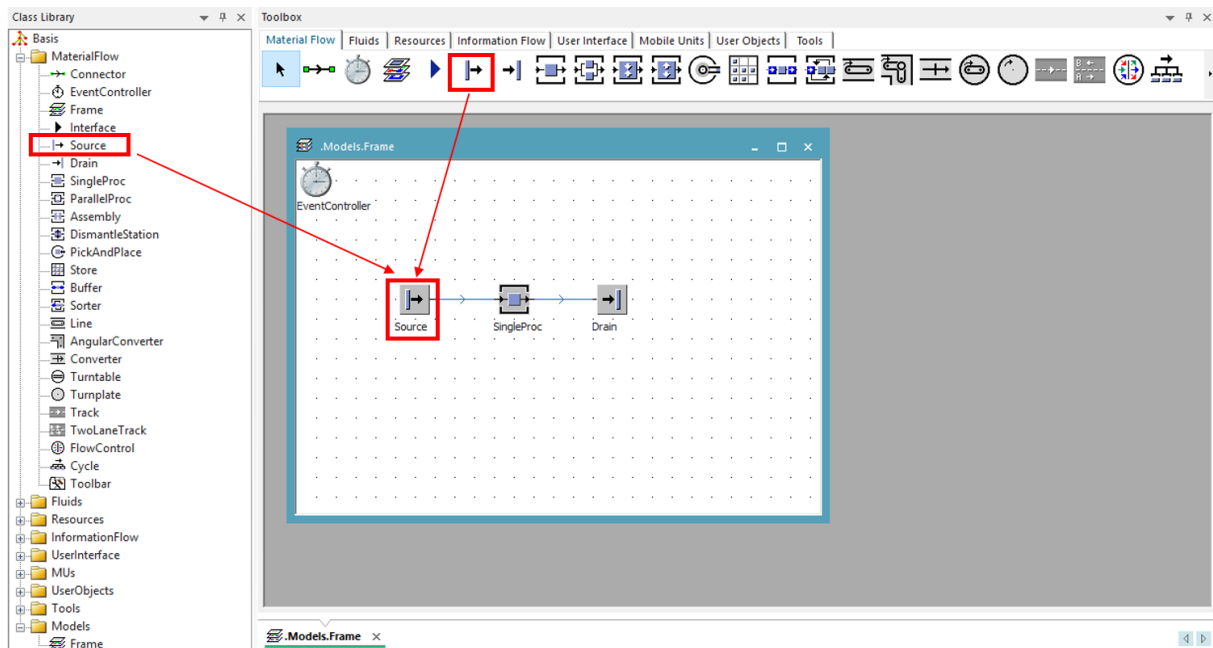 Class Library
Basis
MaterialFlow
Connector
EventController
Frame
Interface
Source
Drain
SingleProc
ParallelProc
Assembly
DismantleStation
PickAndPlace
Store
Buffer
Sorter
Line
AngularConverter
Converter
Turntable
Turnplate
Track
TwoLaneTrack
FlowControl
Cycle
Toolbar
Fluids
Resources
InformationFlow
UserInterface
MUs
UserObjects
Tools
Models
Frame
Toolbox
Material Flow Fluids Resources Information Flow User Interface Mobile Units User Objects Tools
.Models.Frame
EventController
Source SingleProc Drain
.Models.Frame